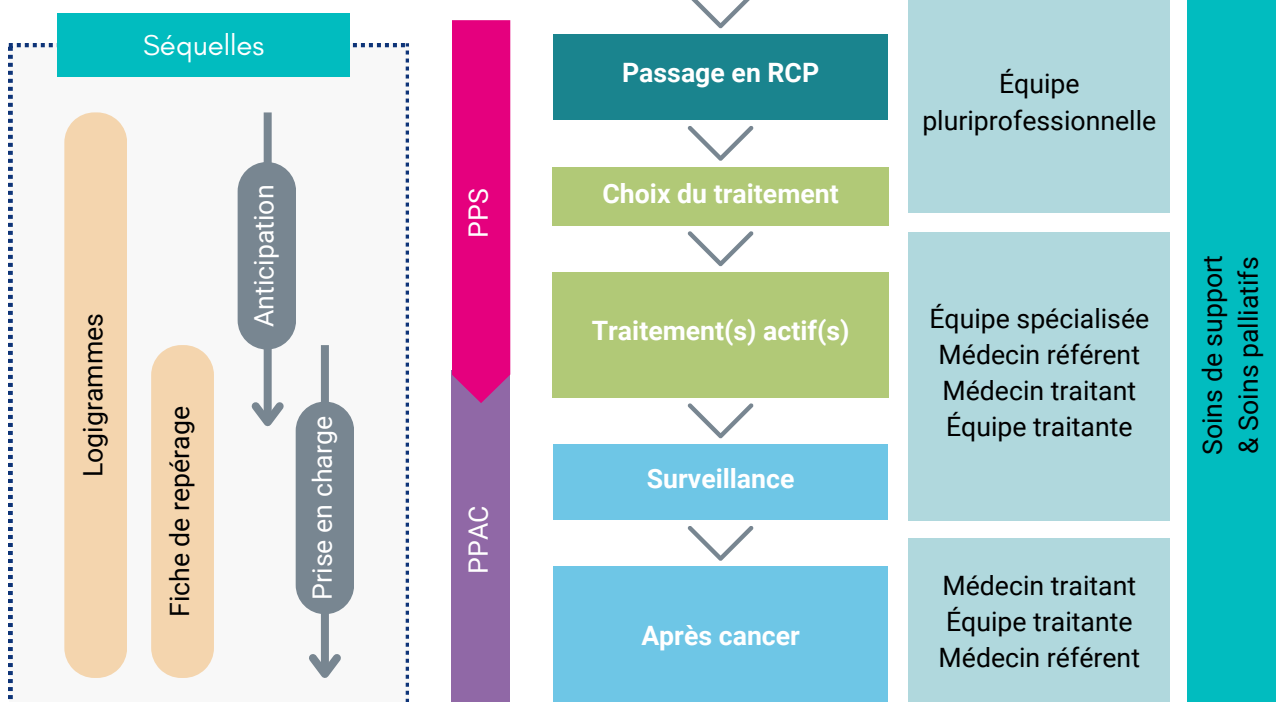 Séquelles
Logigrammes
Anticipation
Fiche de repérage
Prise en charge
PPS
PPAC
Passage en RCP
Choix du traitement
Traitement(s) actif(s)
Surveillance
Après cancer
Équipe
pluriprofessionnelle
Équipe spécialisée
Médecin référent
Médecin traitant
Équipe traitante
Médecin traitant
Équipe traitante
Médecin référent
Soins de support
& Soins palliatifs